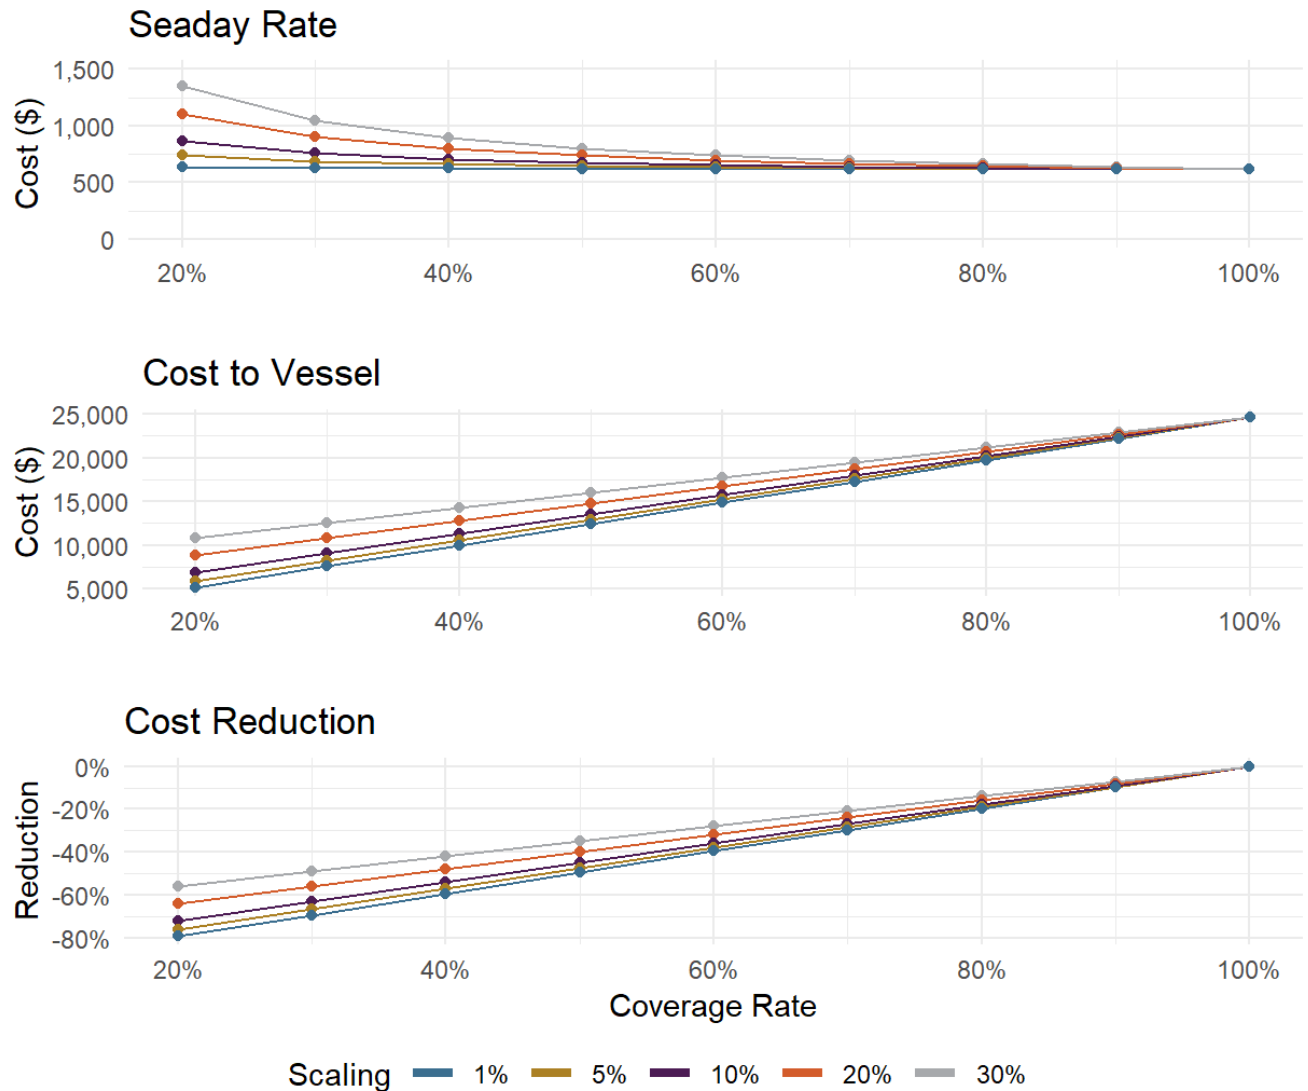 Seaday Rate
Cost ($)
1,500
1,000
500
0
20% 40% 60% 80% 100%
Cost to Vessel
Cost ($)
25,000
20,000
15,000
10,000
5,000
20% 40% 60% 80% 100%
Cost Reduction
Reduction
0%
-20%
-40%
-60%
-80%
20% 40% 60% 80% 100%
Coverage Rate
Scaling 1% 5% 10% 20% 30%